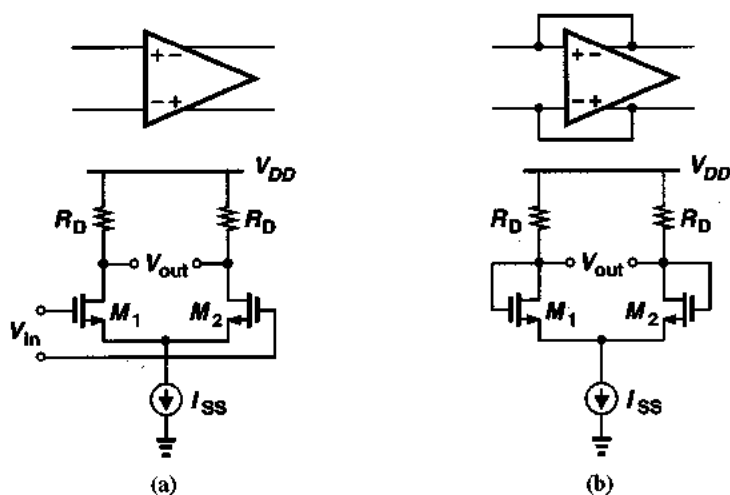 + -
- +
V_DD
R_D
R_D
V_out
M_1
M_2
V_in
I_SS
(a)
+ -
- +
V_DD
R_D
R_D
V_out
M_1
M_2
I_SS
(b)